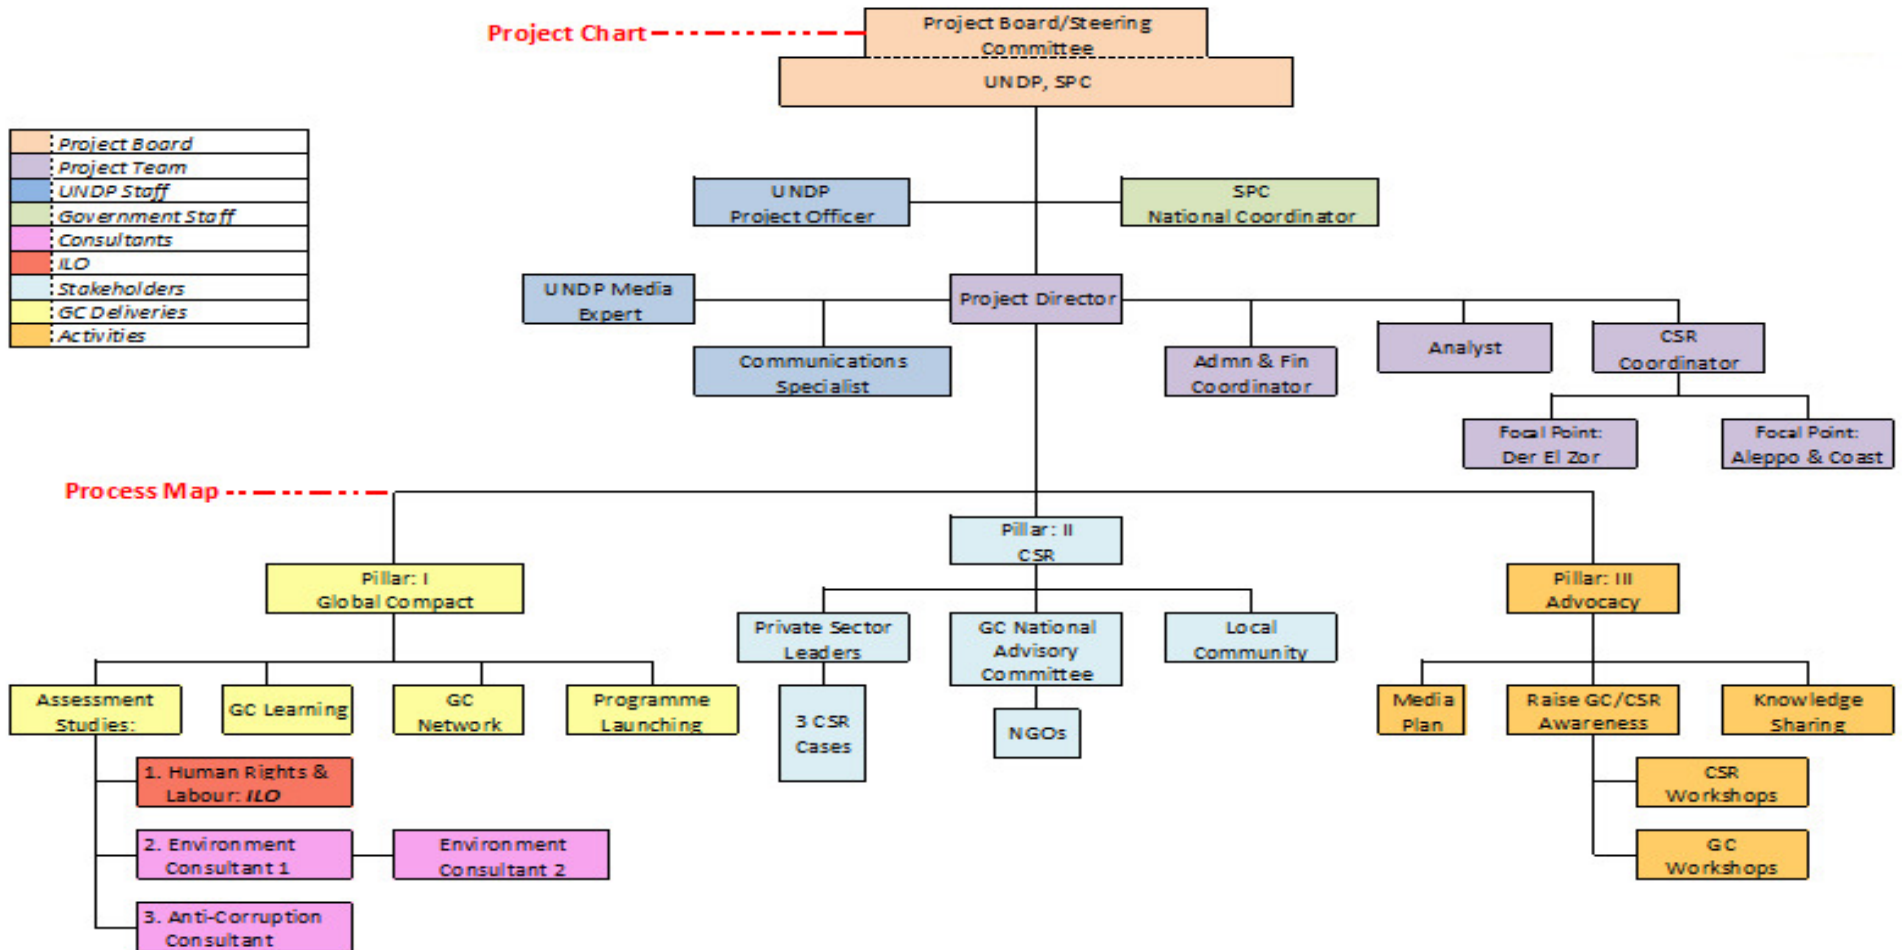 Project Chart
Project Board/Steering
Committee
UNDP, SPC
Project Board
Project Team
UNDP Staff
Government Staff
Consultants
ILO
Stakeholders
GC Deliveries
Activities
UNDP
Project Officer
SPC
National Coordinator
UNDP Media
Expert
Project Director
Communications
Specialist
Admn & Fin
Coordinator
Analyst
CSR
Coordinator
Focal Point:
Der El Zor
Focal Point:
Aleppo & Coast
Process Map
Pillar: I
Global Compact
Pillar: II
CSR
Pillar: III
Advocacy
Assessment
Studies:
GC Learning
GC
Network
Programme
Launching
1. Human Rights &
Labour: ILO
2. Environment
Consultant 1
Environment
Consultant 2
3. Anti-Corruption
Consultant
Private Sector
Leaders
GC National
Advisory
Committee
Local
Community
3 CSR
Cases
NGOs
Media
Plan
Raise GC/CSR
Awareness
Knowledge
Sharing
CSR
Workshops
GC
Workshops